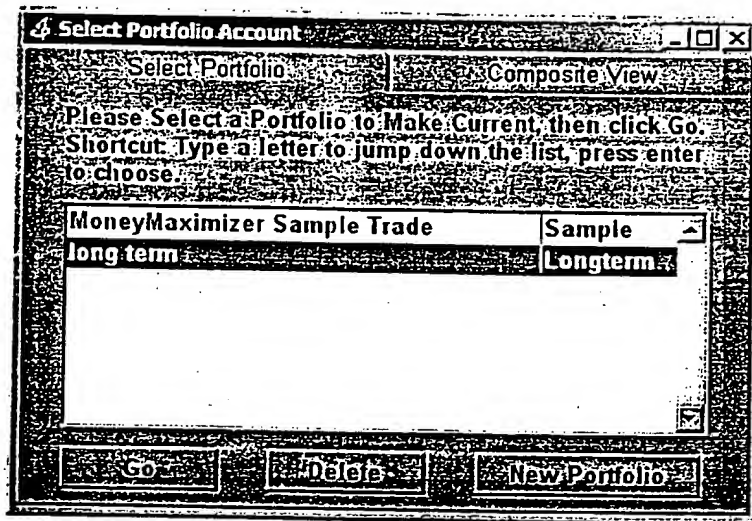 Select Portfolio Account
Select Portfolio Composite View
Please Select a Portfolio to Make Current, then click Go.
Shortcut: Type a letter to jump down the list, press enter
to choose.
MoneyMaximizer Sample Trade Sample
long term Longterm
Go Delete New Portfolio